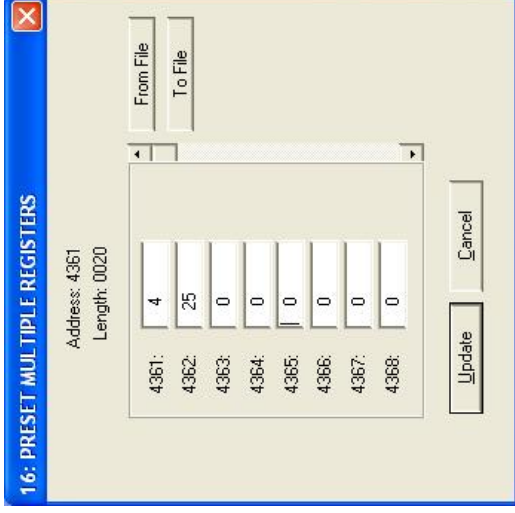 16: PRESET MULTIPLE REGISTERS
Address: 4361
Length: 0020
4361: 4
4362: 25
4363: 0
4364: 0
4365: 0
4366: 0
4367: 0
4368: 0
From File
To File
Update
Cancel